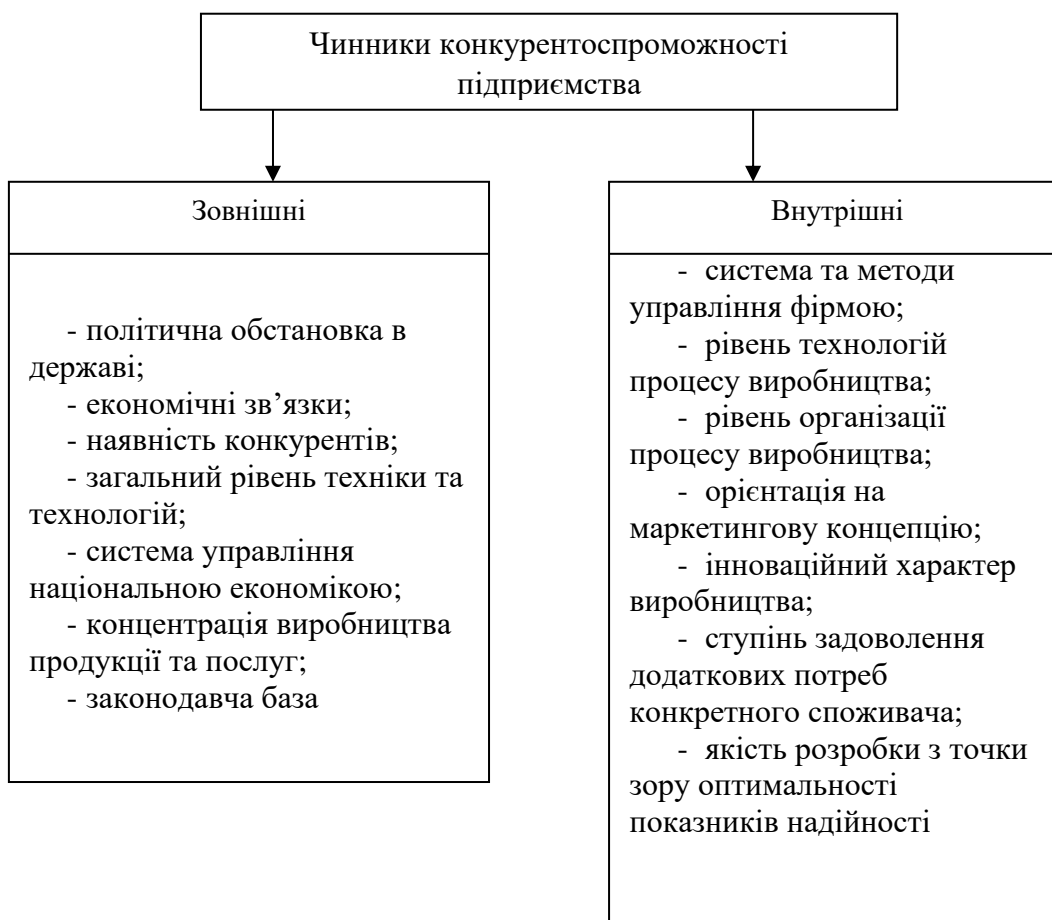 Чинники конкурентоспроможності
підприємства
Зовнішні
- політична обстановка в
державі;
- економічні зв’язки;
- наявність конкурентів;
- загальний рівень техніки та
технологій;
- система управління
національною економікою;
- концентрація виробництва
продукції та послуг;
- законодавча база
Внутрішні
- система та методи
управління фірмою;
- рівень технологій
процесу виробництва;
- рівень організації
процесу виробництва;
- орієнтація на
маркетингову концепцію;
- інноваційний характер
виробництва;
- ступінь задоволення
додаткових потреб
конкретного споживача;
- якість розробки з точки
зору оптимальності
показників надійності